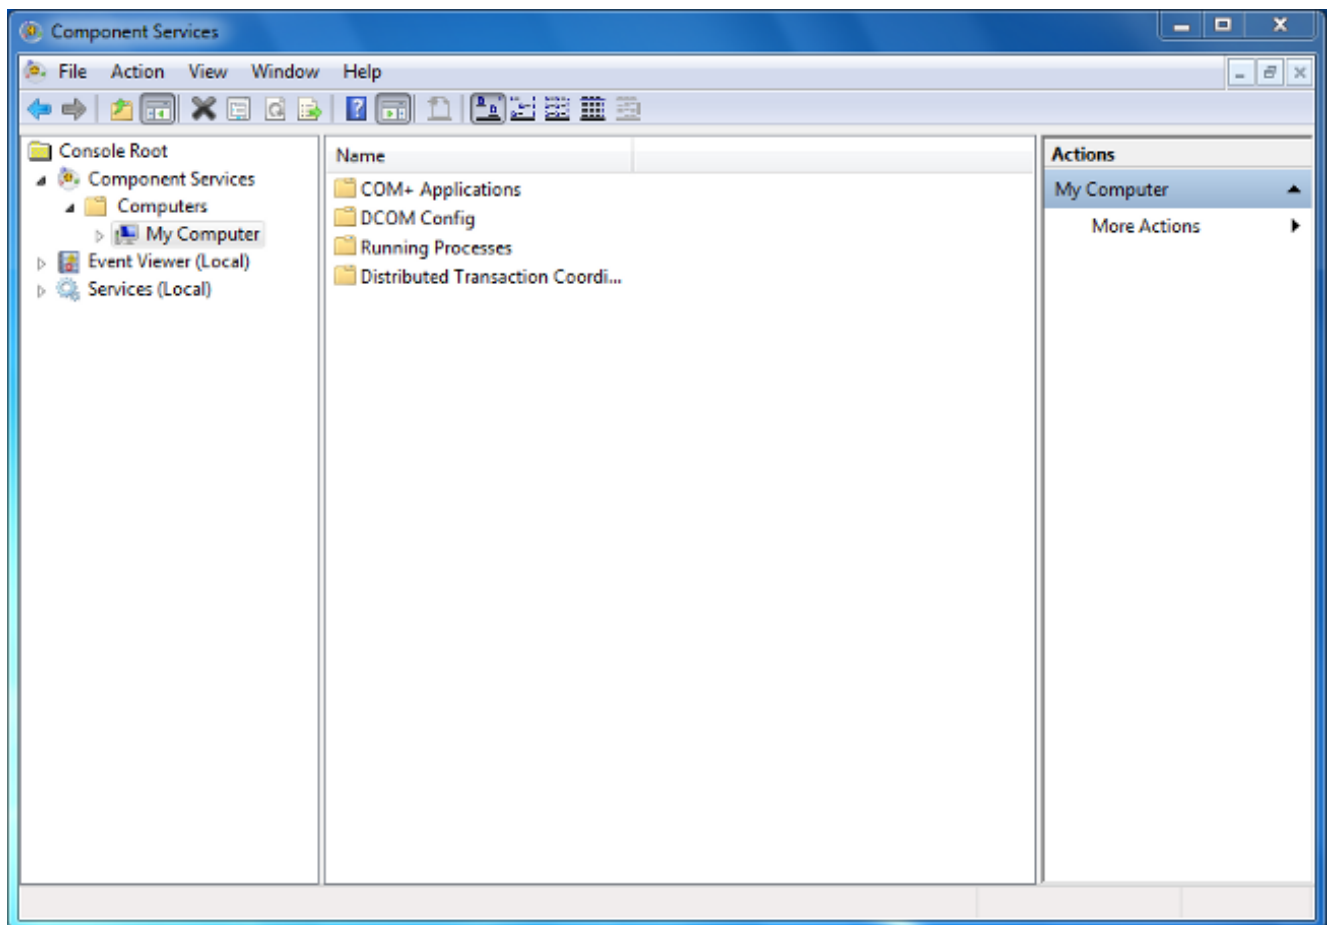 Component Services
File Action View Window Help
Console Root
Component Services
Computers
My Computer
Event Viewer (Local)
Services (Local)
Name
COM+ Applications
DCOM Config
Running Processes
Distributed Transaction Coordi...
Actions
My Computer
More Actions